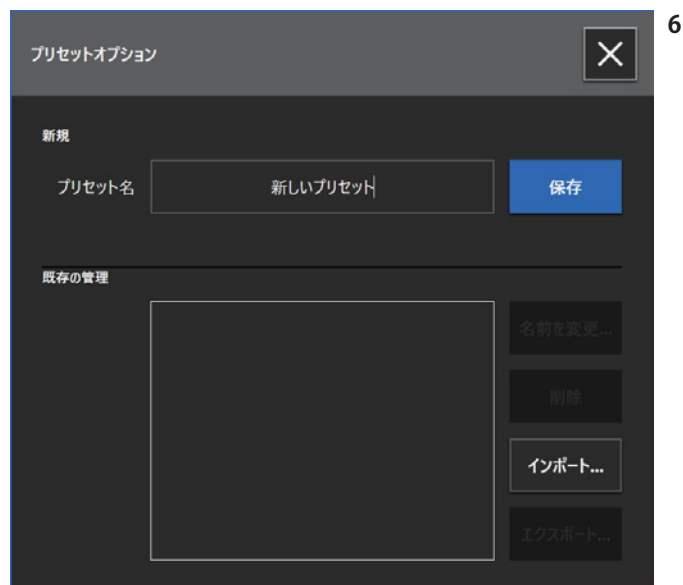 プリセットオプション
6
新規
プリセット名
新しいプリセット
保存
既存の管理
名前を変更...
削除
インポート...
エクスポート...